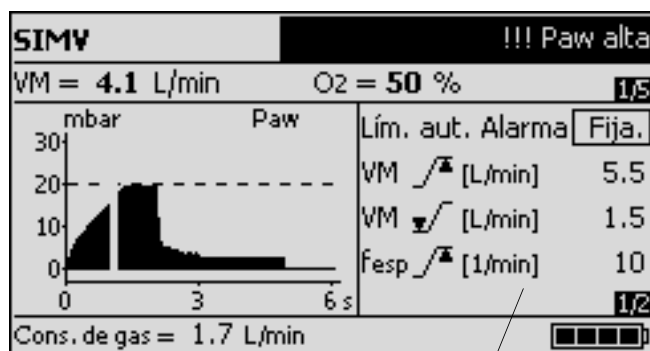 SIMV
!!! Paw alta
VM = 4.1 L/min O2 = 50 % 1/5
mbar Paw
30
20
10
0
0 3 6 s
Lím. aut. Alarma Fija.
VM [L/min] 5.5
VM [L/min] 1.5
fesp [1/min] 10
1/2
Cons. de gas = 1.7 L/min